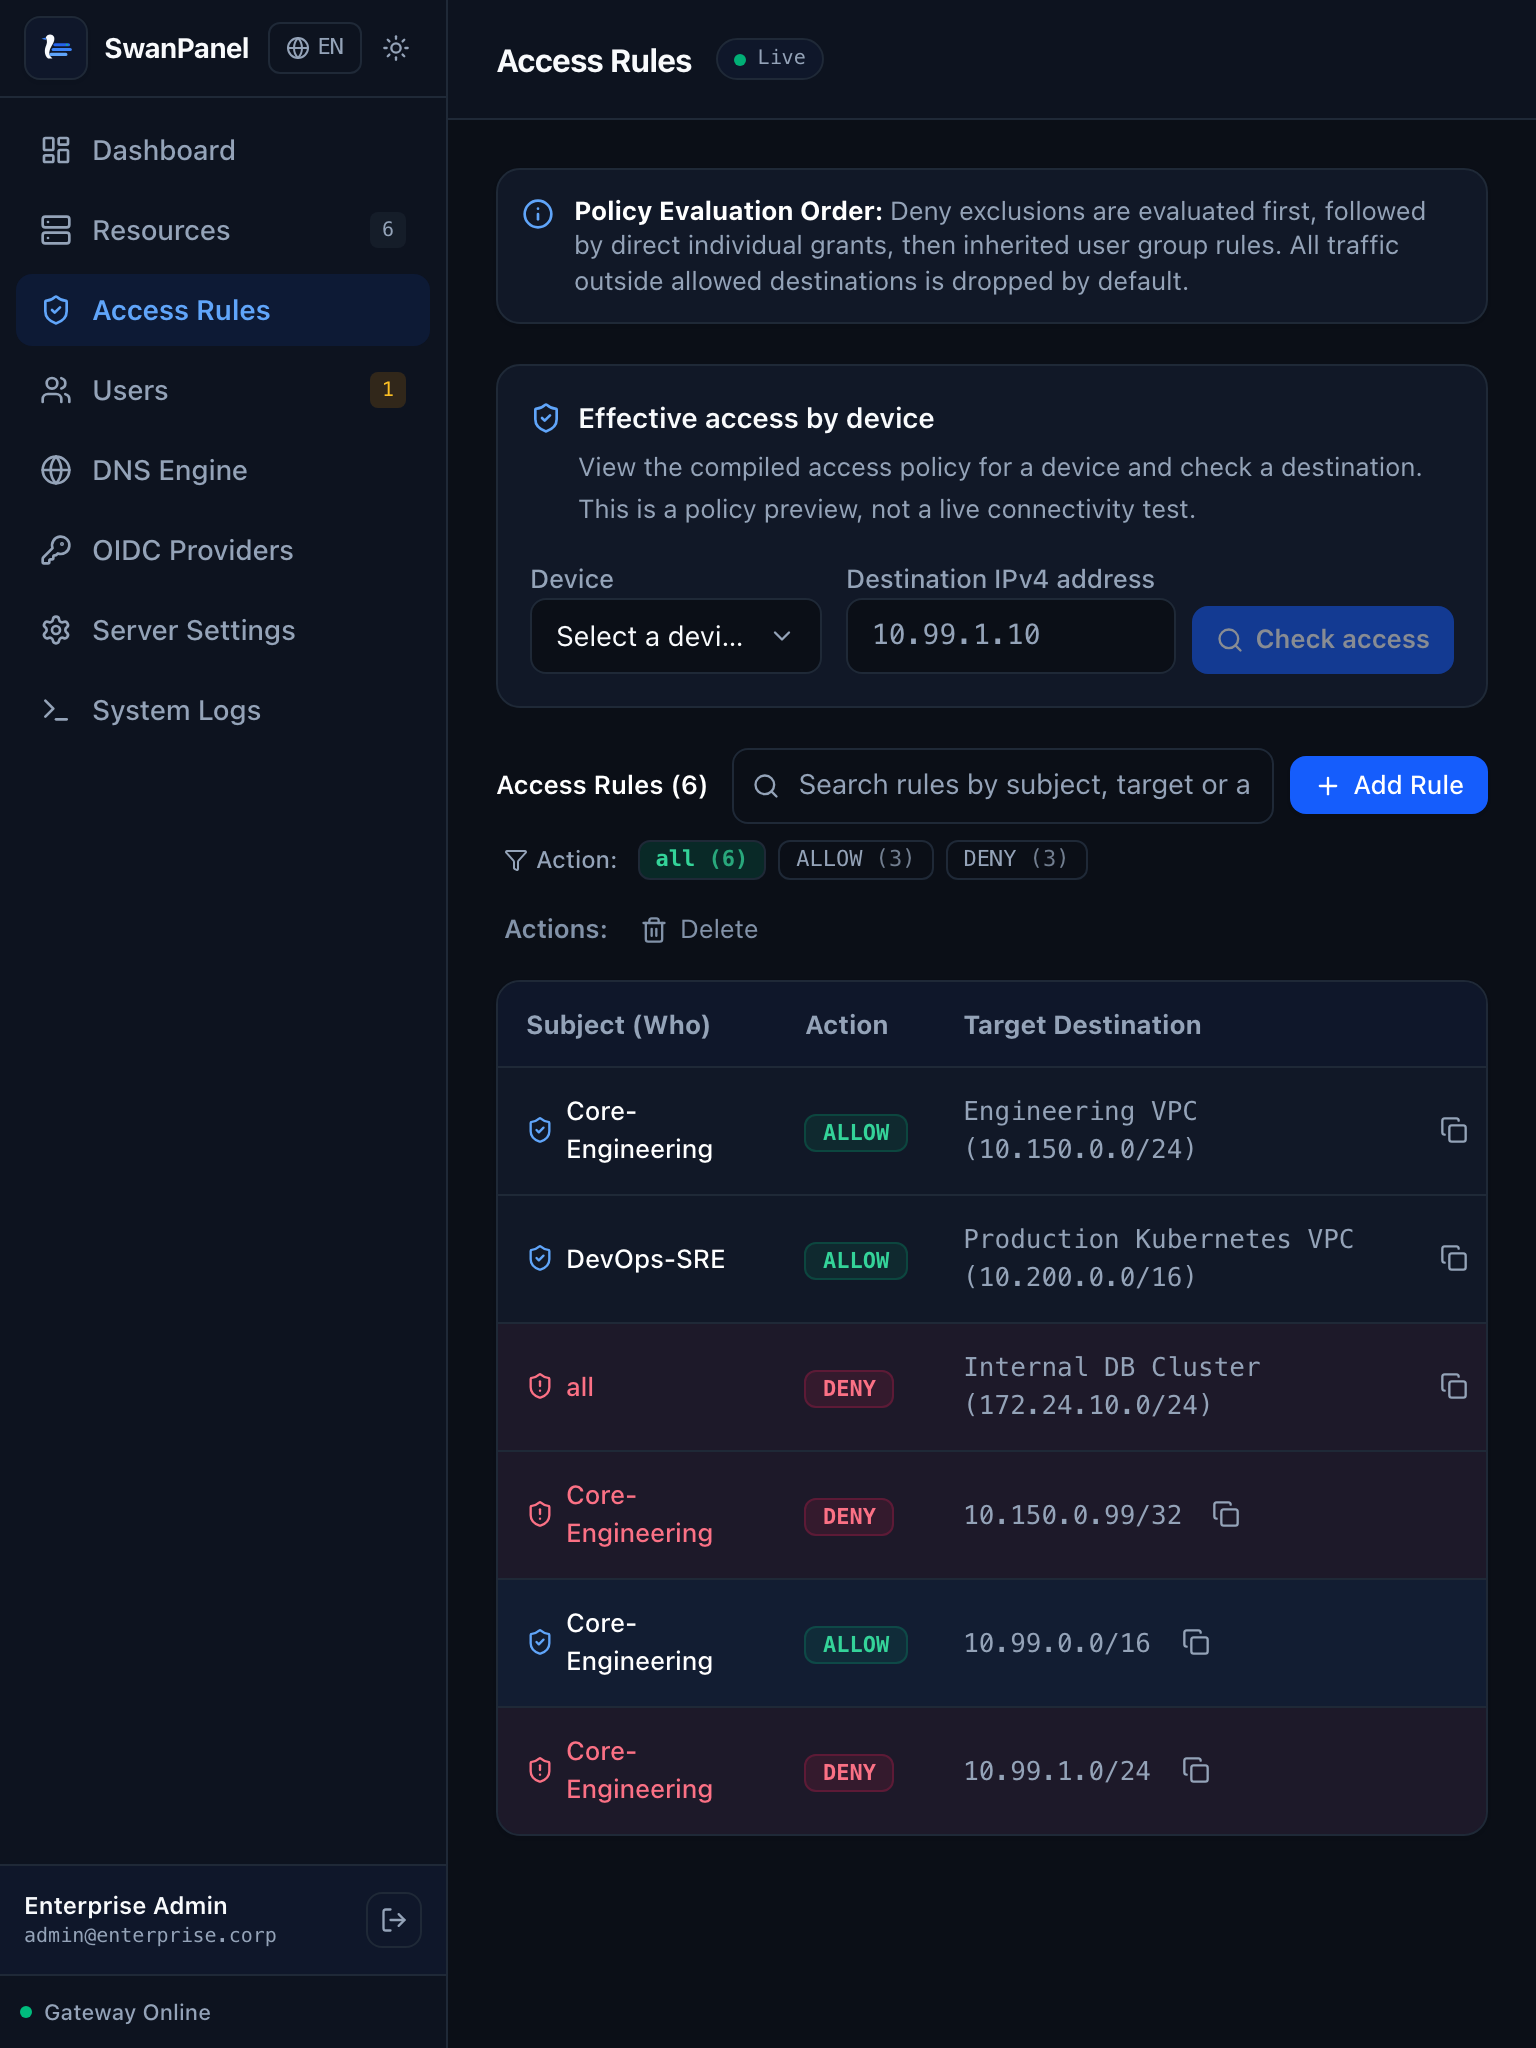 SwanPanel
EN
Dashboard
Resources
6
Access Rules
Users
1
DNS Engine
OIDC Providers
Server Settings
System Logs
Enterprise Admin
admin@enterprise.corp
Gateway Online
Access Rules
Live
Policy Evaluation Order: Deny exclusions are evaluated first, followed
by direct individual grants, then inherited user group rules. All traffic
outside allowed destinations is dropped by default.
Effective access by device
View the compiled access policy for a device and check a destination.
This is a policy preview, not a live connectivity test.
Device
Destination IPv4 address
Select a devi...
10.99.1.10
Check access
Access Rules (6)
Search rules by subject, target or a
Add Rule
Action:
all (6)
ALLOW (3)
DENY (3)
Actions:
Delete
Subject (Who)
Action
Target Destination
Core-
Engineering
ALLOW
Engineering VPC
(10.150.0.0/24)
DevOps-SRE
ALLOW
Production Kubernetes VPC
(10.200.0.0/16)
all
DENY
Internal DB Cluster
(172.24.10.0/24)
Core-
Engineering
DENY
10.150.0.99/32
Core-
Engineering
ALLOW
10.99.0.0/16
Core-
Engineering
DENY
10.99.1.0/24